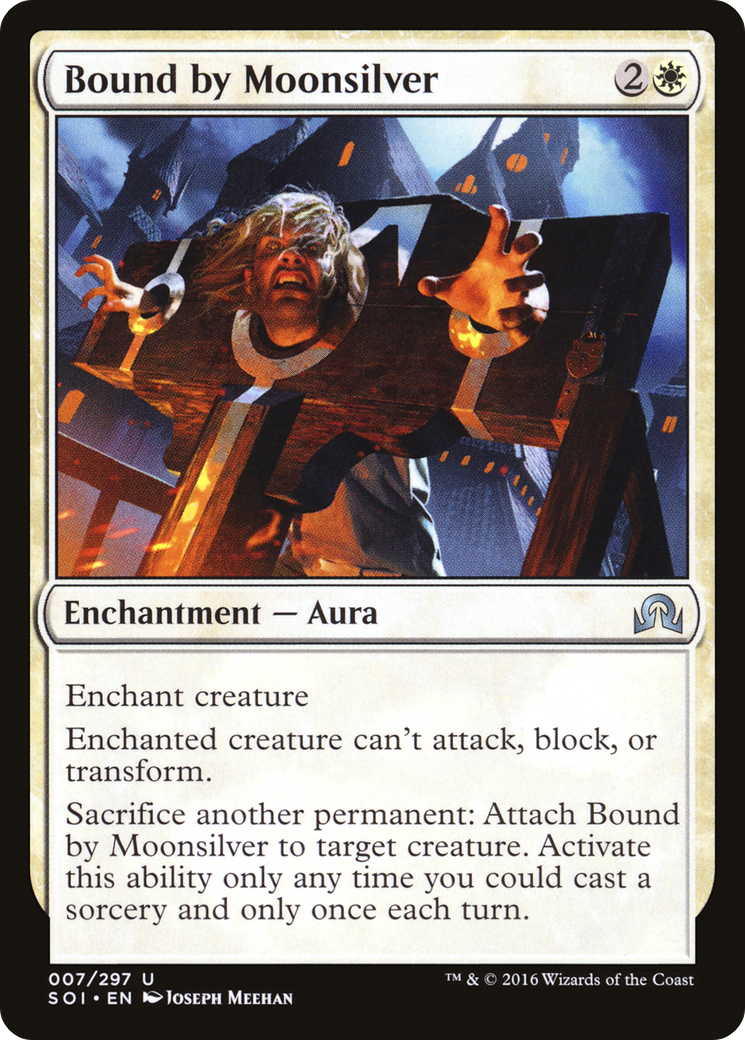 Bound by Moonsilver 2
Enchantment — Aura
Enchant creature
Enchanted creature can't attack, block, or
transform.
Sacrifice another permanent: Attach Bound
by Moonsilver to target creature. Activate
this ability only any time you could cast a
sorcery and only once each turn.
007/297 U
SOI • EN Joseph Meehan
™ & © 2016 Wizards of the Coast